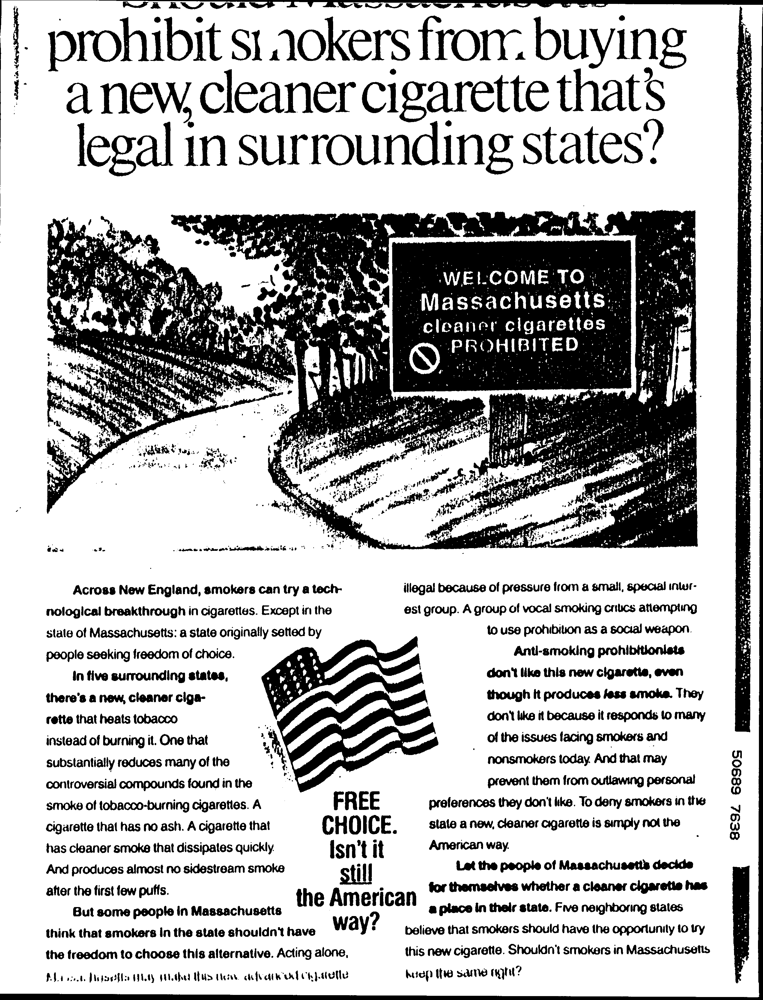 Should Massachusetts
prohibit smokers from buying
a new, cleaner cigarette that's
legal in surrounding states?
WELCOME TO
Massachusetts
cleaner cigarettes
PROHIBITED
Across New England, smokers can try a tech-
nological breakthrough in cigarettes. Except in the
state of Massachusetts: a state originally settled by
people seeking freedom of choice.
In five surrounding states,
there's a new, cleaner ciga-
rette that heats tobacco
instead of burning it. One that
substantially reduces many of the
controversial compounds found in the
smoke of tobacco-burning cigarettes. A
cigarette that has no ash. A cigarette that
has cleaner smoke that dissipates quickly.
And produces almost no sidestream smoke
after the first few puffs.
But some people in Massachusetts
think that smokers in the state shouldn't have
the freedom to choose this alternative. Acting alone,
Massachusetts may make this new advanced cigarette
FREE
CHOICE.
Isn't it
still
the American
way?
illegal because of pressure from a small, special inter-
est group. A group of vocal smoking critics attempting
to use prohibition as a social weapon.
Anti-smoking prohibitionists
don't like this new cigarette, even
though it produces less smoke. They
don't like it because it responds to many
of the issues facing smokers and
nonsmokers today. And that may
prevent them from outlawing personal
preferences they don't like. To deny smokers in the
state a new, cleaner cigarette is simply not the
American way.
Let the people of Massachusetts decide
for themselves whether a cleaner cigarette has
a place in their state. Five neighboring states
believe that smokers should have the opportunity to try
this new cigarette. Shouldn't smokers in Massachusetts
keep the same right?
50689 7638